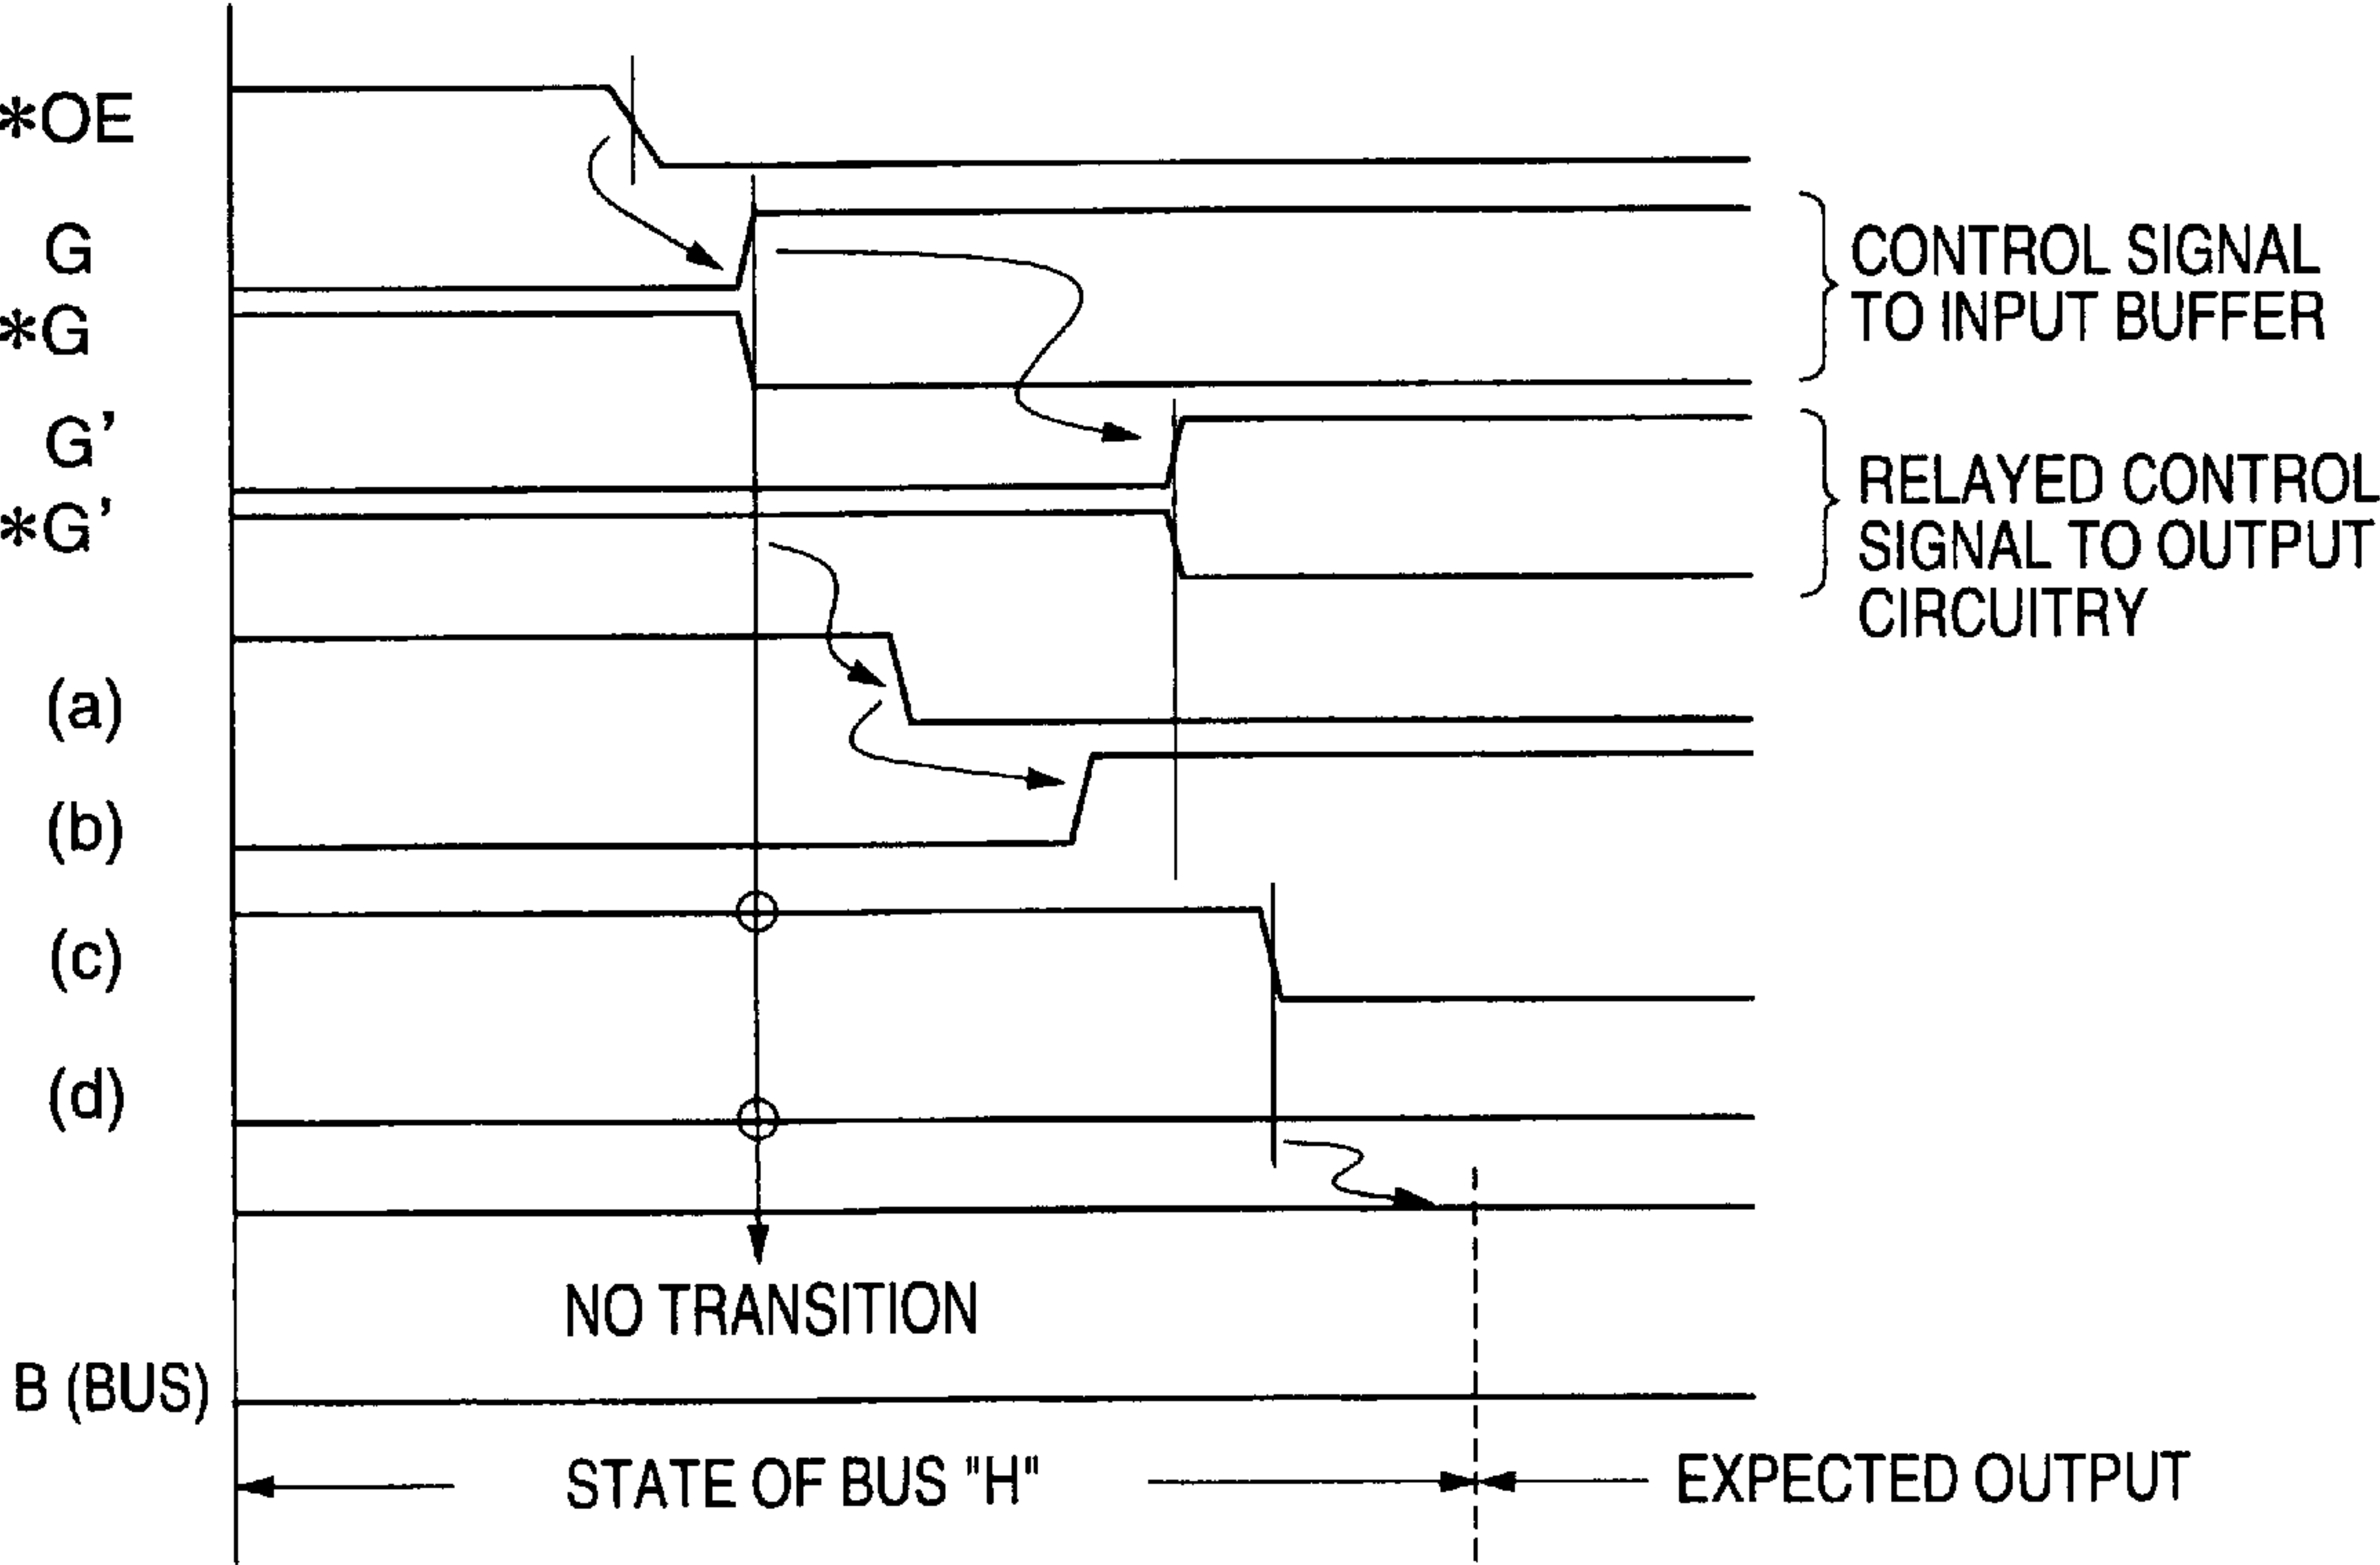 *OE
G
*G
CONTROL SIGNAL
TO INPUT BUFFER
G'
*G'
RELAYED CONTROL
SIGNAL TO OUTPUT
CIRCUITRY
(a)
(b)
(c)
(d)
NO TRANSITION
B (BUS)
STATE OF BUS "H"
EXPECTED OUTPUT